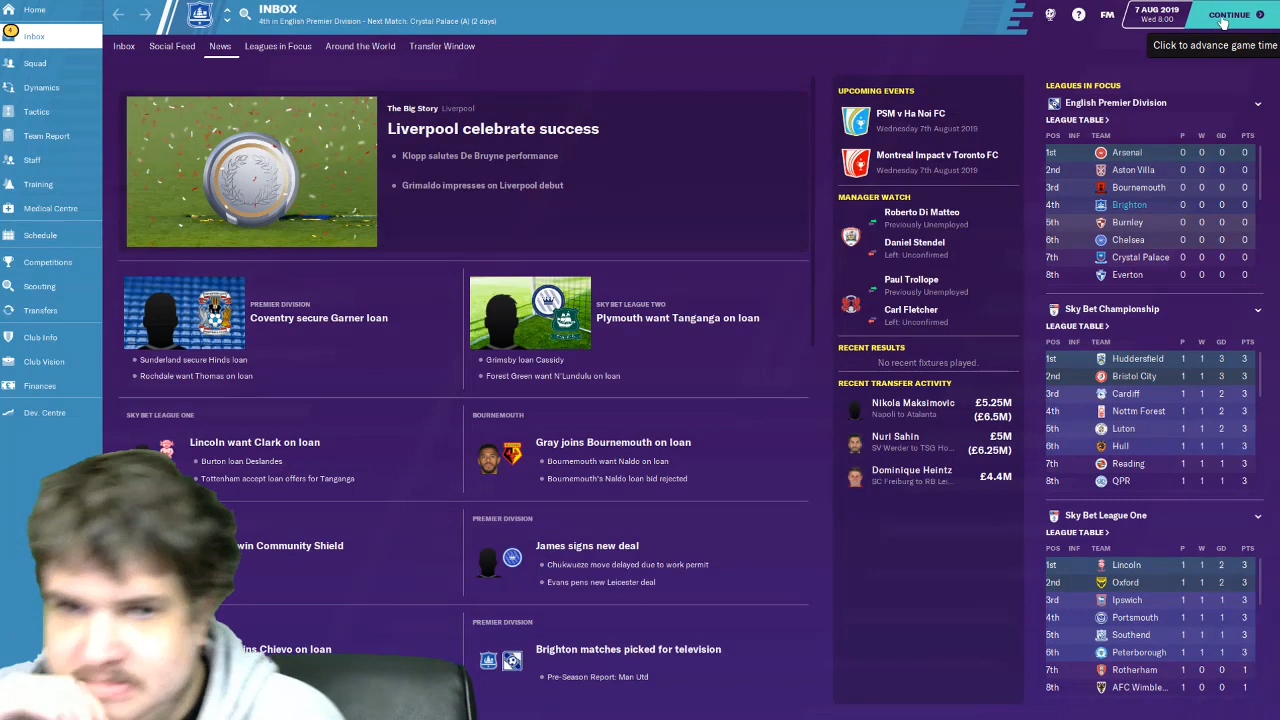 Home
Inbox
Squad
Dynamics
Tactics
Team Report
Staff
Training
Medical Centre
Schedule
Competitions
Scouting
Transfers
Club Info
Club Vision
Finances
Dev. Centre
INBOX
4th in English Premier Division - Next Match: Crystal Palace (A) (2 days)
? FM
7 AUG 2019
Wed 8:00
CONTINUE
Click to advance game time
Inbox Social Feed News Leagues in Focus Around the World Transfer Window
The Big Story Liverpool
Liverpool celebrate success
Klopp salutes De Bruyne performance
Grimaldo impresses on Liverpool debut
PREMIER DIVISION
Coventry secure Garner loan
Sunderland secure Hinds loan
Rochdale want Thomas on loan
SKY BET LEAGUE TWO
Plymouth want Tanganga on loan
Grimsby loan Cassidy
Forest Green want N'Lundulu on loan
SKY BET LEAGUE ONE
Lincoln want Clark on loan
Burton loan Deslandes
Tottenham accept loan offers for Tanganga
BOURNEMOUTH
Gray joins Bournemouth on loan
Bournemouth want Naldo on loan
Bournemouth's Naldo loan bid rejected
win Community Shield
PREMIER DIVISION
James signs new deal
Chukwueze move delayed due to work permit
Evans pens new Leicester deal
Chievo on loan
PREMIER DIVISION
Brighton matches picked for television
Pre-Season Report: Man Utd
UPCOMING EVENTS
PSM v Ha Noi FC
Wednesday 7th August 2019
Montreal Impact v Toronto FC
Wednesday 7th August 2019
MANAGER WATCH
Roberto Di Matteo
Previously Unemployed
Daniel Stendel
Left: Unconfirmed
Paul Trollope
Previously Unemployed
Carl Fletcher
Left: Unconfirmed
RECENT RESULTS
No recent fixtures played.
RECENT TRANSFER ACTIVITY
Nikola Maksimovic £5.25M
Napoli to Atalanta (£6.5M)
Nuri Sahin £5M
SV Werder to TSG Ho... (£6.25M)
Dominique Heintz £4.4M
SC Freiburg to RB Lei...
LEAGUES IN FOCUS
English Premier Division
LEAGUE TABLE>
POS INF TEAM P W GD PTS
1st Arsenal 0 0 0 0
2nd Aston Villa 0 0 0 0
3rd Bournemouth 0 0 0 0
4th Brighton 0 0 0 0
5th Burnley 0 0 0 0
6th Chelsea 0 0 0 0
7th Crystal Palace 0 0 0 0
8th Everton 0 0 0 0
Sky Bet Championship
LEAGUE TABLE>
POS INF TEAM P W GD PTS
1st Huddersfield 1 1 3 3
2nd Bristol City 1 1 3 3
3rd Cardiff 1 1 2 3
4th Nottm Forest 1 1 2 3
5th Luton 1 1 2 3
6th Hull 1 1 1 3
7th Reading 1 1 1 3
8th QPR 1 1 1 3
Sky Bet League One
LEAGUE TABLE>
POS INF TEAM P W GD PTS
1st Lincoln 1 1 2 3
2nd Oxford 1 1 2 3
3rd Ipswich 1 1 1 3
4th Portsmouth 1 1 1 3
5th Southend 1 1 1 3
6th Peterborough 1 1 1 3
7th Rotherham 1 0 0 1
8th AFC Wimble... 1 0 0 1